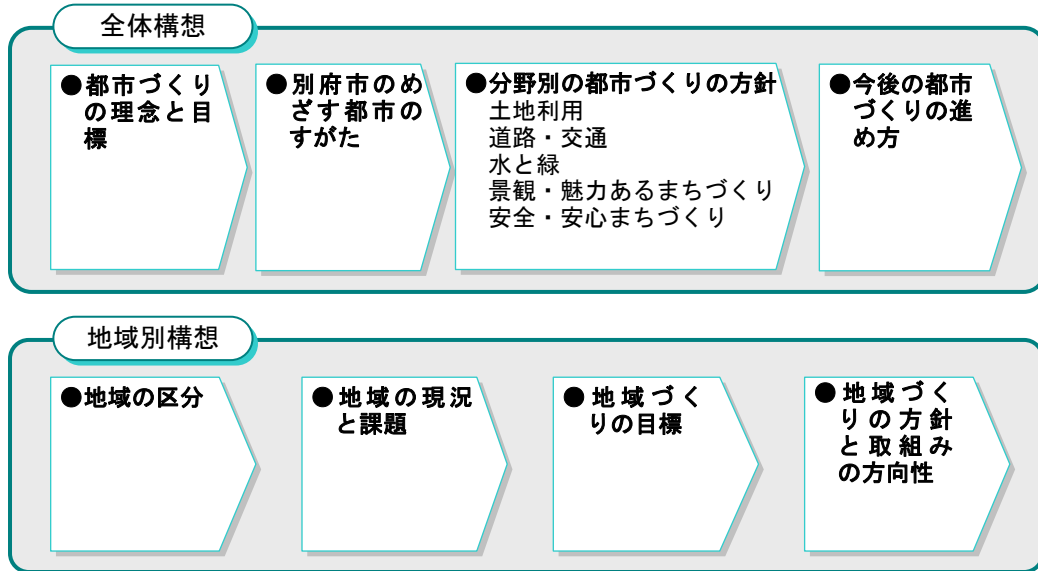 全体構想
●都市づくり
の理念と目
標
●別府市のめ
ざす都市の
すがた
●分野別の都市づくりの方針
土地利用
道路・交通
水と緑
景観・魅力あるまちづくり
安全・安心まちづくり
●今後の都市
づくりの進
め方
地域別構想
●地域の区分
●地域の現況
と課題
●地域づく
りの目標
●地域づく
りの方針
と取組み
の方向性